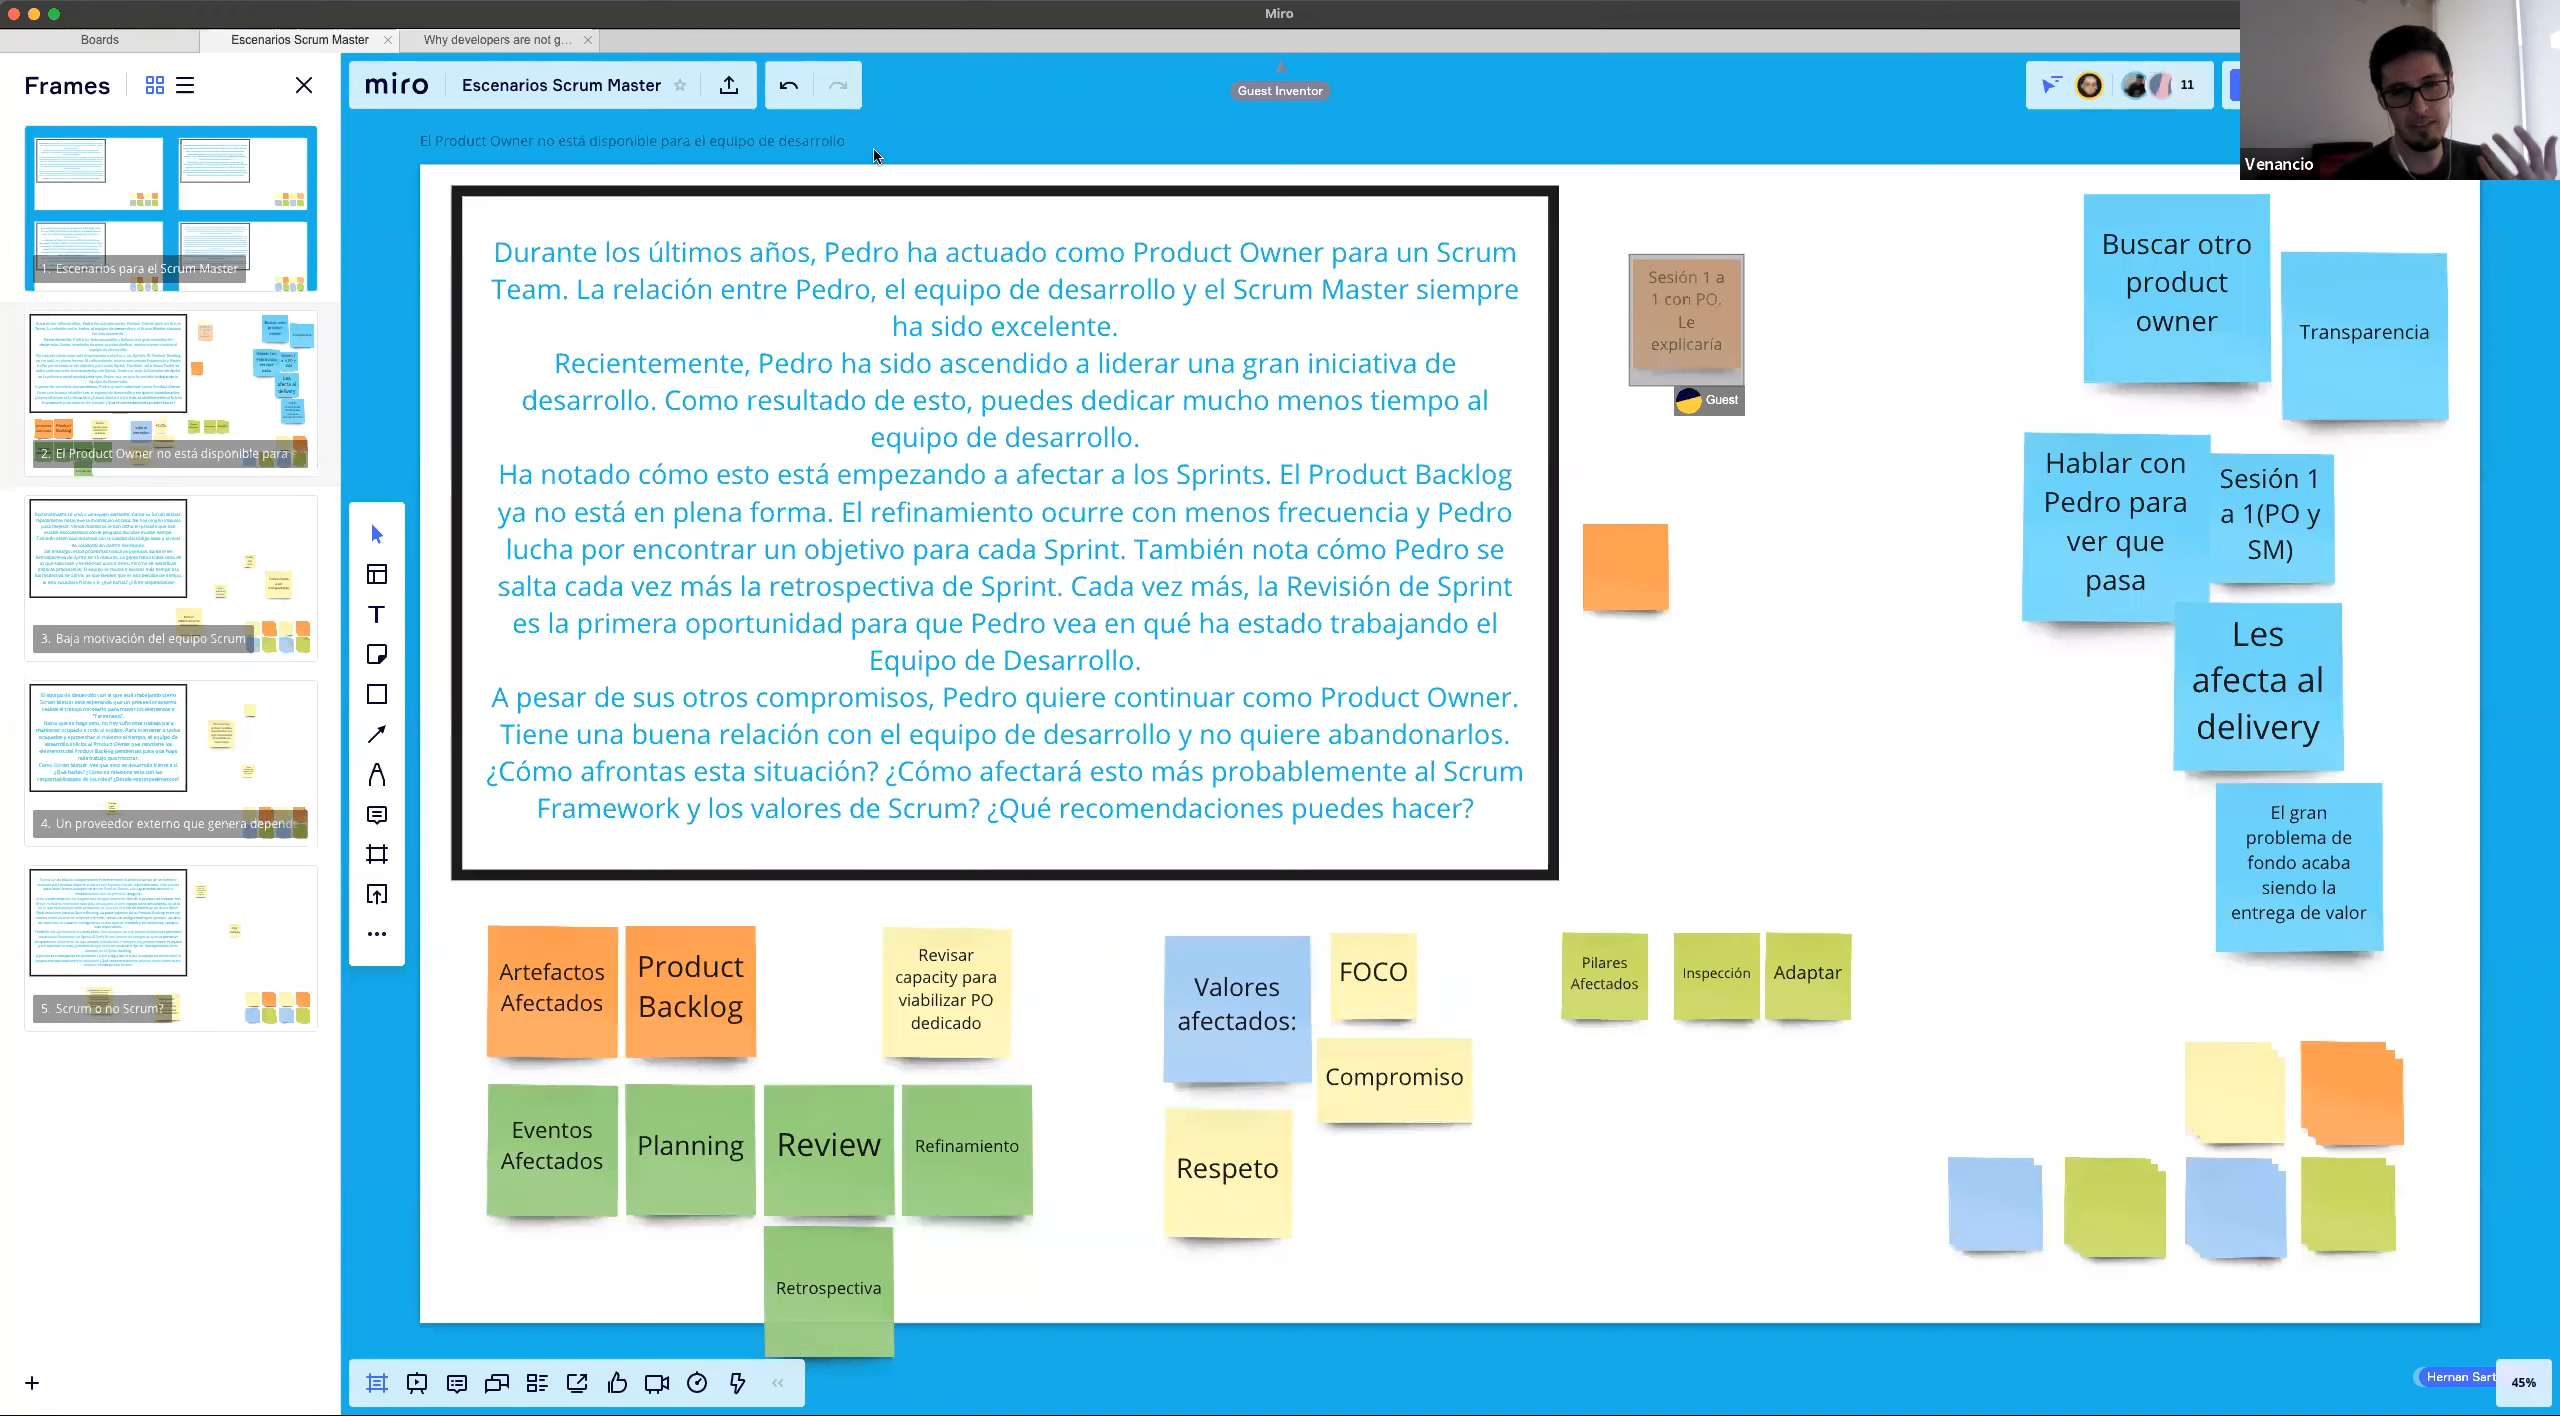 Miro
Boards
Escenarios Scrum Master
Why developers are not g...
Frames
miro
Escenarios Scrum Master
Guest Inventor
11
Venancio
El Product Owner no está disponible para el equipo de desarrollo
1. Escenarios para el Scrum Master
2. El Product Owner no está disponible para
3. Baja motivación del equipo Scrum
4. Un proveedor externo que genera depend
5. Scrum o no Scrum?
Durante los últimos años, Pedro ha actuado como Product Owner para un Scrum
Team. La relación entre Pedro, el equipo de desarrollo y el Scrum Master siempre
ha sido excelente.
Recientemente, Pedro ha sido ascendido a liderar una gran iniciativa de
desarrollo. Como resultado de esto, puedes dedicar mucho menos tiempo al
equipo de desarrollo.
Ha notado cómo esto está empezando a afectar a los Sprints. El Product Backlog
ya no está en plena forma. El refinamiento ocurre con menos frecuencia y Pedro
lucha por encontrar un objetivo para cada Sprint. También nota cómo Pedro se
salta cada vez más la retrospectiva de Sprint. Cada vez más, la Revisión de Sprint
es la primera oportunidad para que Pedro vea en qué ha estado trabajando el
Equipo de Desarrollo.
A pesar de sus otros compromisos, Pedro quiere continuar como Product Owner.
Tiene una buena relación con el equipo de desarrollo y no quiere abandonarlos.
¿Cómo afrontas esta situación? ¿Cómo afectará esto más probablemente al Scrum
Framework y los valores de Scrum? ¿Qué recomendaciones puedes hacer?
Sesión 1 a
1 con PO,
Le
explicaría
Guest
Buscar otro
product
owner
Transparencia
Hablar con
Pedro para
ver que
pasa
Sesión 1
a 1(PO y
SM)
Les
afecta al
delivery
El gran
problema de
fondo acaba
siendo la
entrega de valor
Artefactos
Afectados
Product
Backlog
Revisar
capacity para
viabilizar PO
dedicado
Valores
afectados:
FOCO
Compromiso
Respeto
Pilares
Afectados
Inspección
Adaptar
Eventos
Afectados
Planning
Review
Refinamiento
Retrospectiva
Hernan Sart
45%